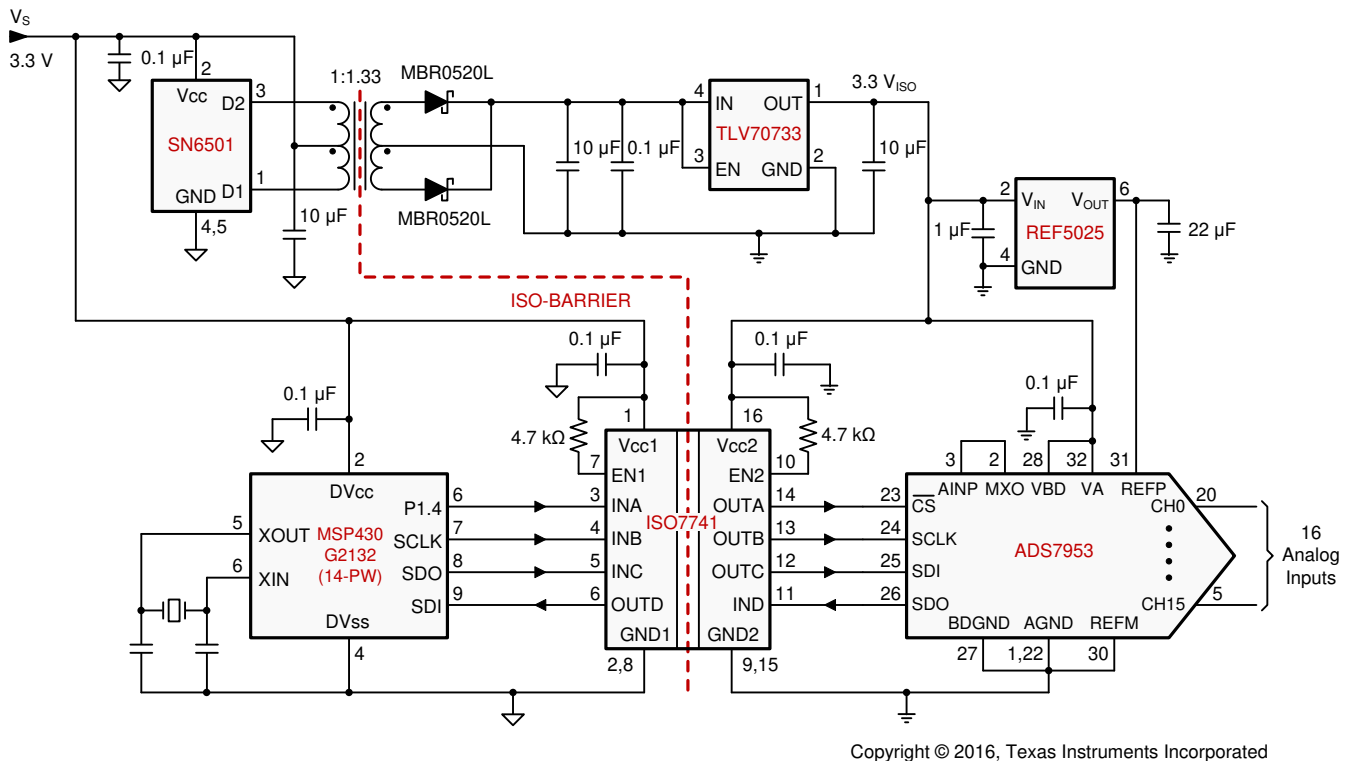 VS
3.3 V
0.1 µF
2
Vcc
D2
3
SN6501
D1
1
GND
4,5
10 µF
1:1.33
MBR0520L
MBR0520L
10 µF
0.1 µF
4
IN
OUT
1
TLV70733
3
EN
GND
2
3.3 VISO
10 µF
2
VIN
VOUT
6
REF5025
1 µF
4
GND
22 µF
ISO-BARRIER
0.1 µF
0.1 µF
0.1 µF
0.1 µF
4.7 kΩ
1
16
4.7 kΩ
2
DVcc
5
XOUT
6
XIN
MSP430
G2132
(14-PW)
P1.4
6
SCLK
7
SDO
8
SDI
9
DVss
4
Vcc1
7
EN1
3
INA
4
INB
5
INC
6
OUTD
GND1
2,8
ISO7741
Vcc2
EN2
10
OUTA
14
OUTB
13
OUTC
12
IND
11
GND2
9,15
3
2
28
32
31
AINP
MXO
VBD
VA
REFP
23
CS
24
SCLK
25
SDI
26
SDO
ADS7953
CH0
20
CH15
5
BDGND
AGND
REFM
27
1,22
30
16
Analog
Inputs
Copyright © 2016, Texas Instruments Incorporated